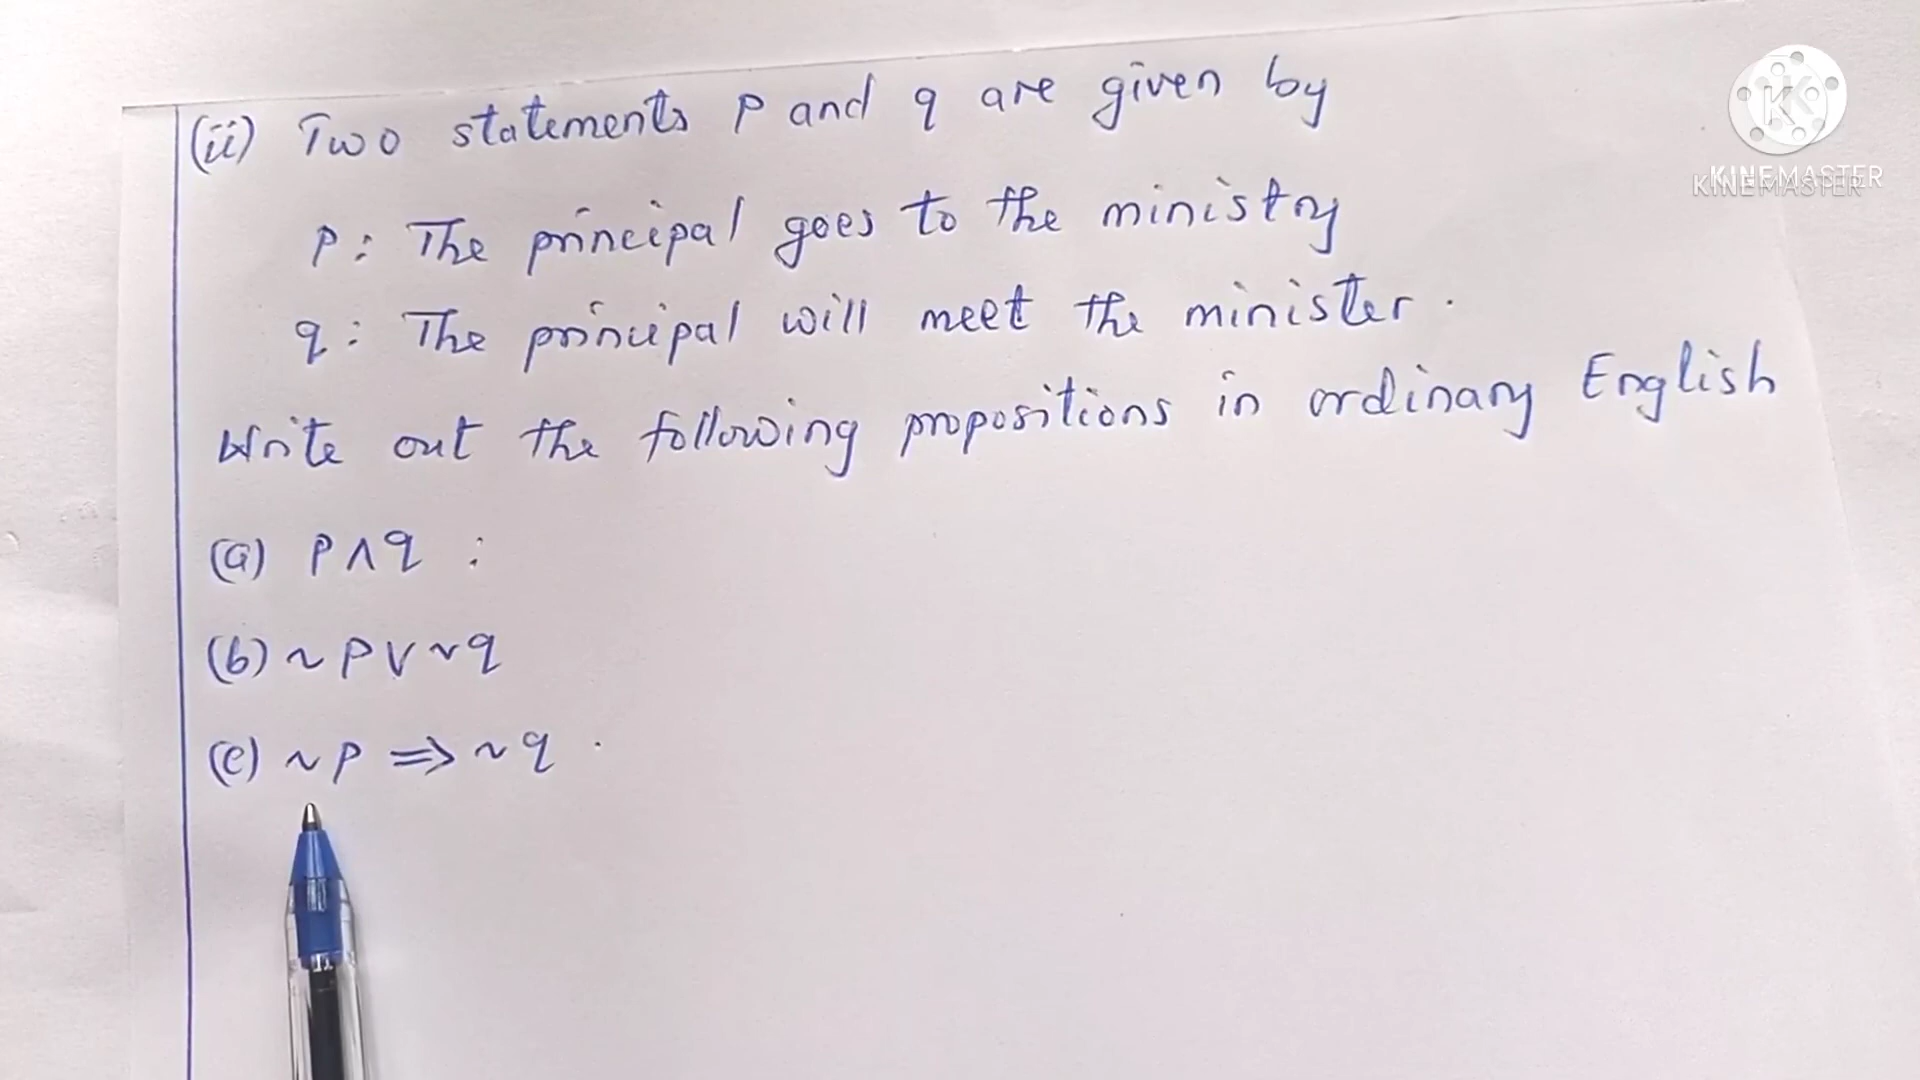 (ii) Two statements p and q are given by
p: The principal goes to the ministry
q: The principal will meet the minister.
Write out the following propositions in ordinary English
(a) p∧q :
(b) ~p∨~q
(c) ~p ⇒ ~q .
KINEMASTER
KINEMASTER